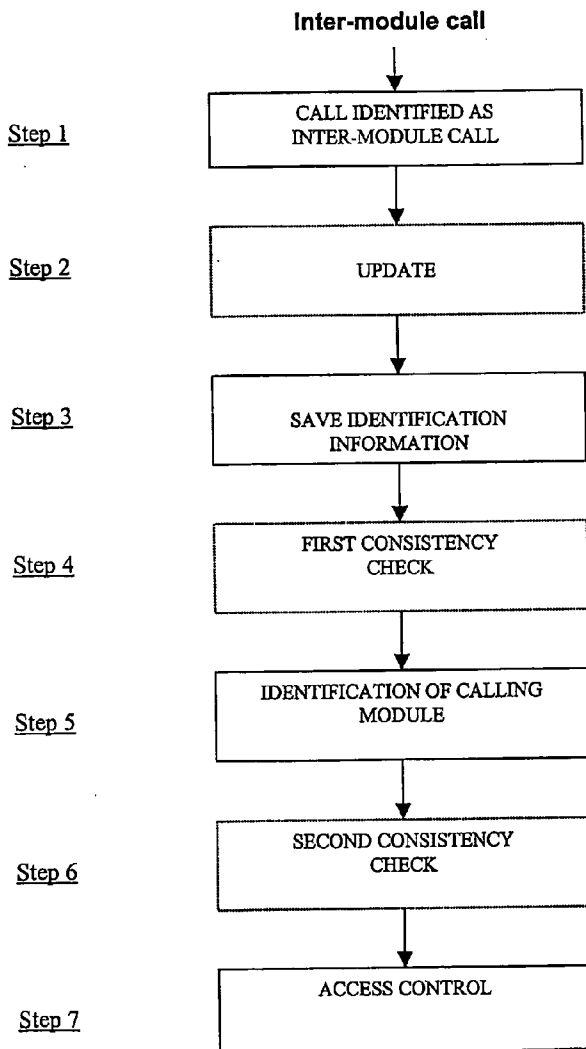 Inter-module call
Step 1
CALL IDENTIFIED AS
INTER-MODULE CALL
Step 2
UPDATE
Step 3
SAVE IDENTIFICATION
INFORMATION
Step 4
FIRST CONSISTENCY
CHECK
Step 5
IDENTIFICATION OF CALLING
MODULE
Step 6
SECOND CONSISTENCY
CHECK
Step 7
ACCESS CONTROL